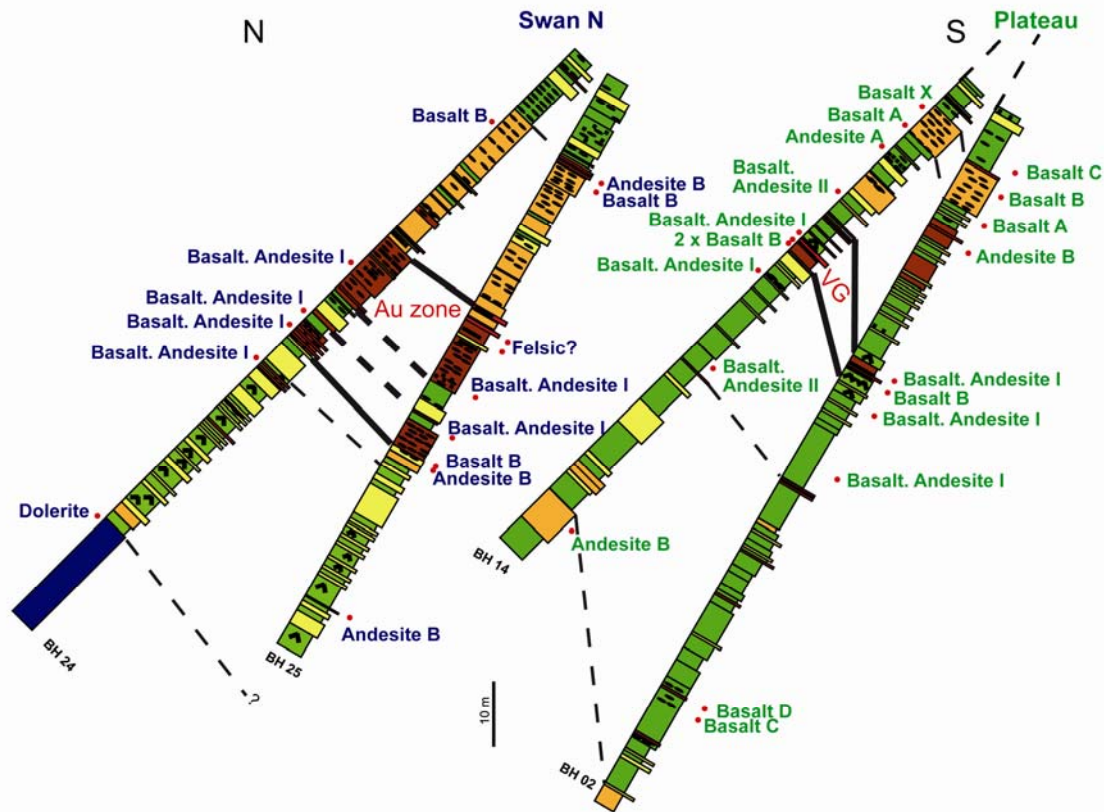 N
Swan N
S
Plateau
Basalt B
Andesite B
Basalt B
Basalt. Andesite I
Basalt. Andesite I
Basalt. Andesite I
Basalt. Andesite I
Au zone
Felsic?
Basalt. Andesite I
Basalt. Andesite I
Basalt B
Andesite B
Dolerite
Andesite B
BH 24
BH 25
?
10 m
Basalt X
Basalt A
Andesite A
Basalt.
Andesite II
Basalt. Andesite I
2 x Basalt B
Basalt. Andesite I
VG
Basalt.
Andesite II
Andesite B
BH 14
Basalt C
Basalt B
Basalt A
Andesite B
Basalt. Andesite I
Basalt B
Basalt. Andesite I
Basalt. Andesite I
Basalt D
Basalt C
BH 02